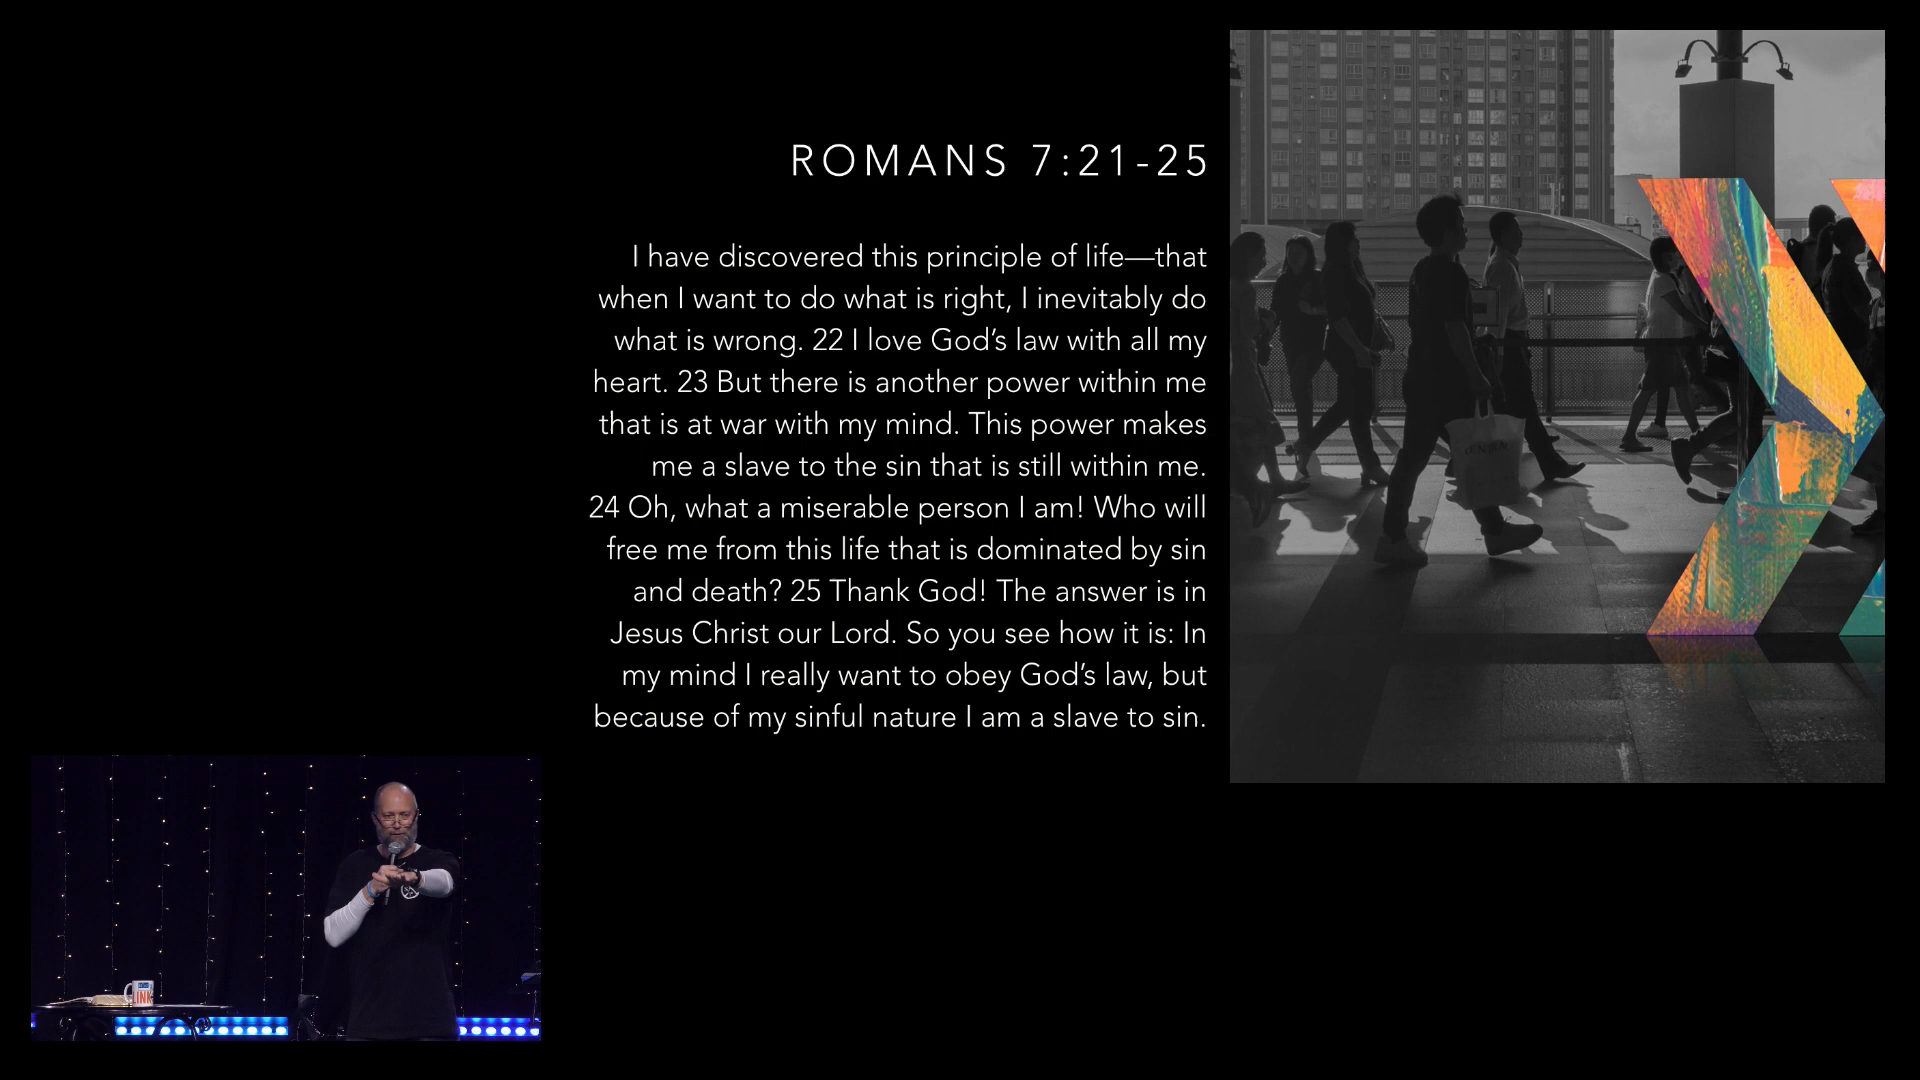 ROMANS 7:21-25
I have discovered this principle of life—that
when I want to do what is right, I inevitably do
what is wrong. 22 I love God’s law with all my
heart. 23 But there is another power within me
that is at war with my mind. This power makes
me a slave to the sin that is still within me.
24 Oh, what a miserable person I am! Who will
free me from this life that is dominated by sin
and death? 25 Thank God! The answer is in
Jesus Christ our Lord. So you see how it is: In
my mind I really want to obey God’s law, but
because of my sinful nature I am a slave to sin.
CENTRAL